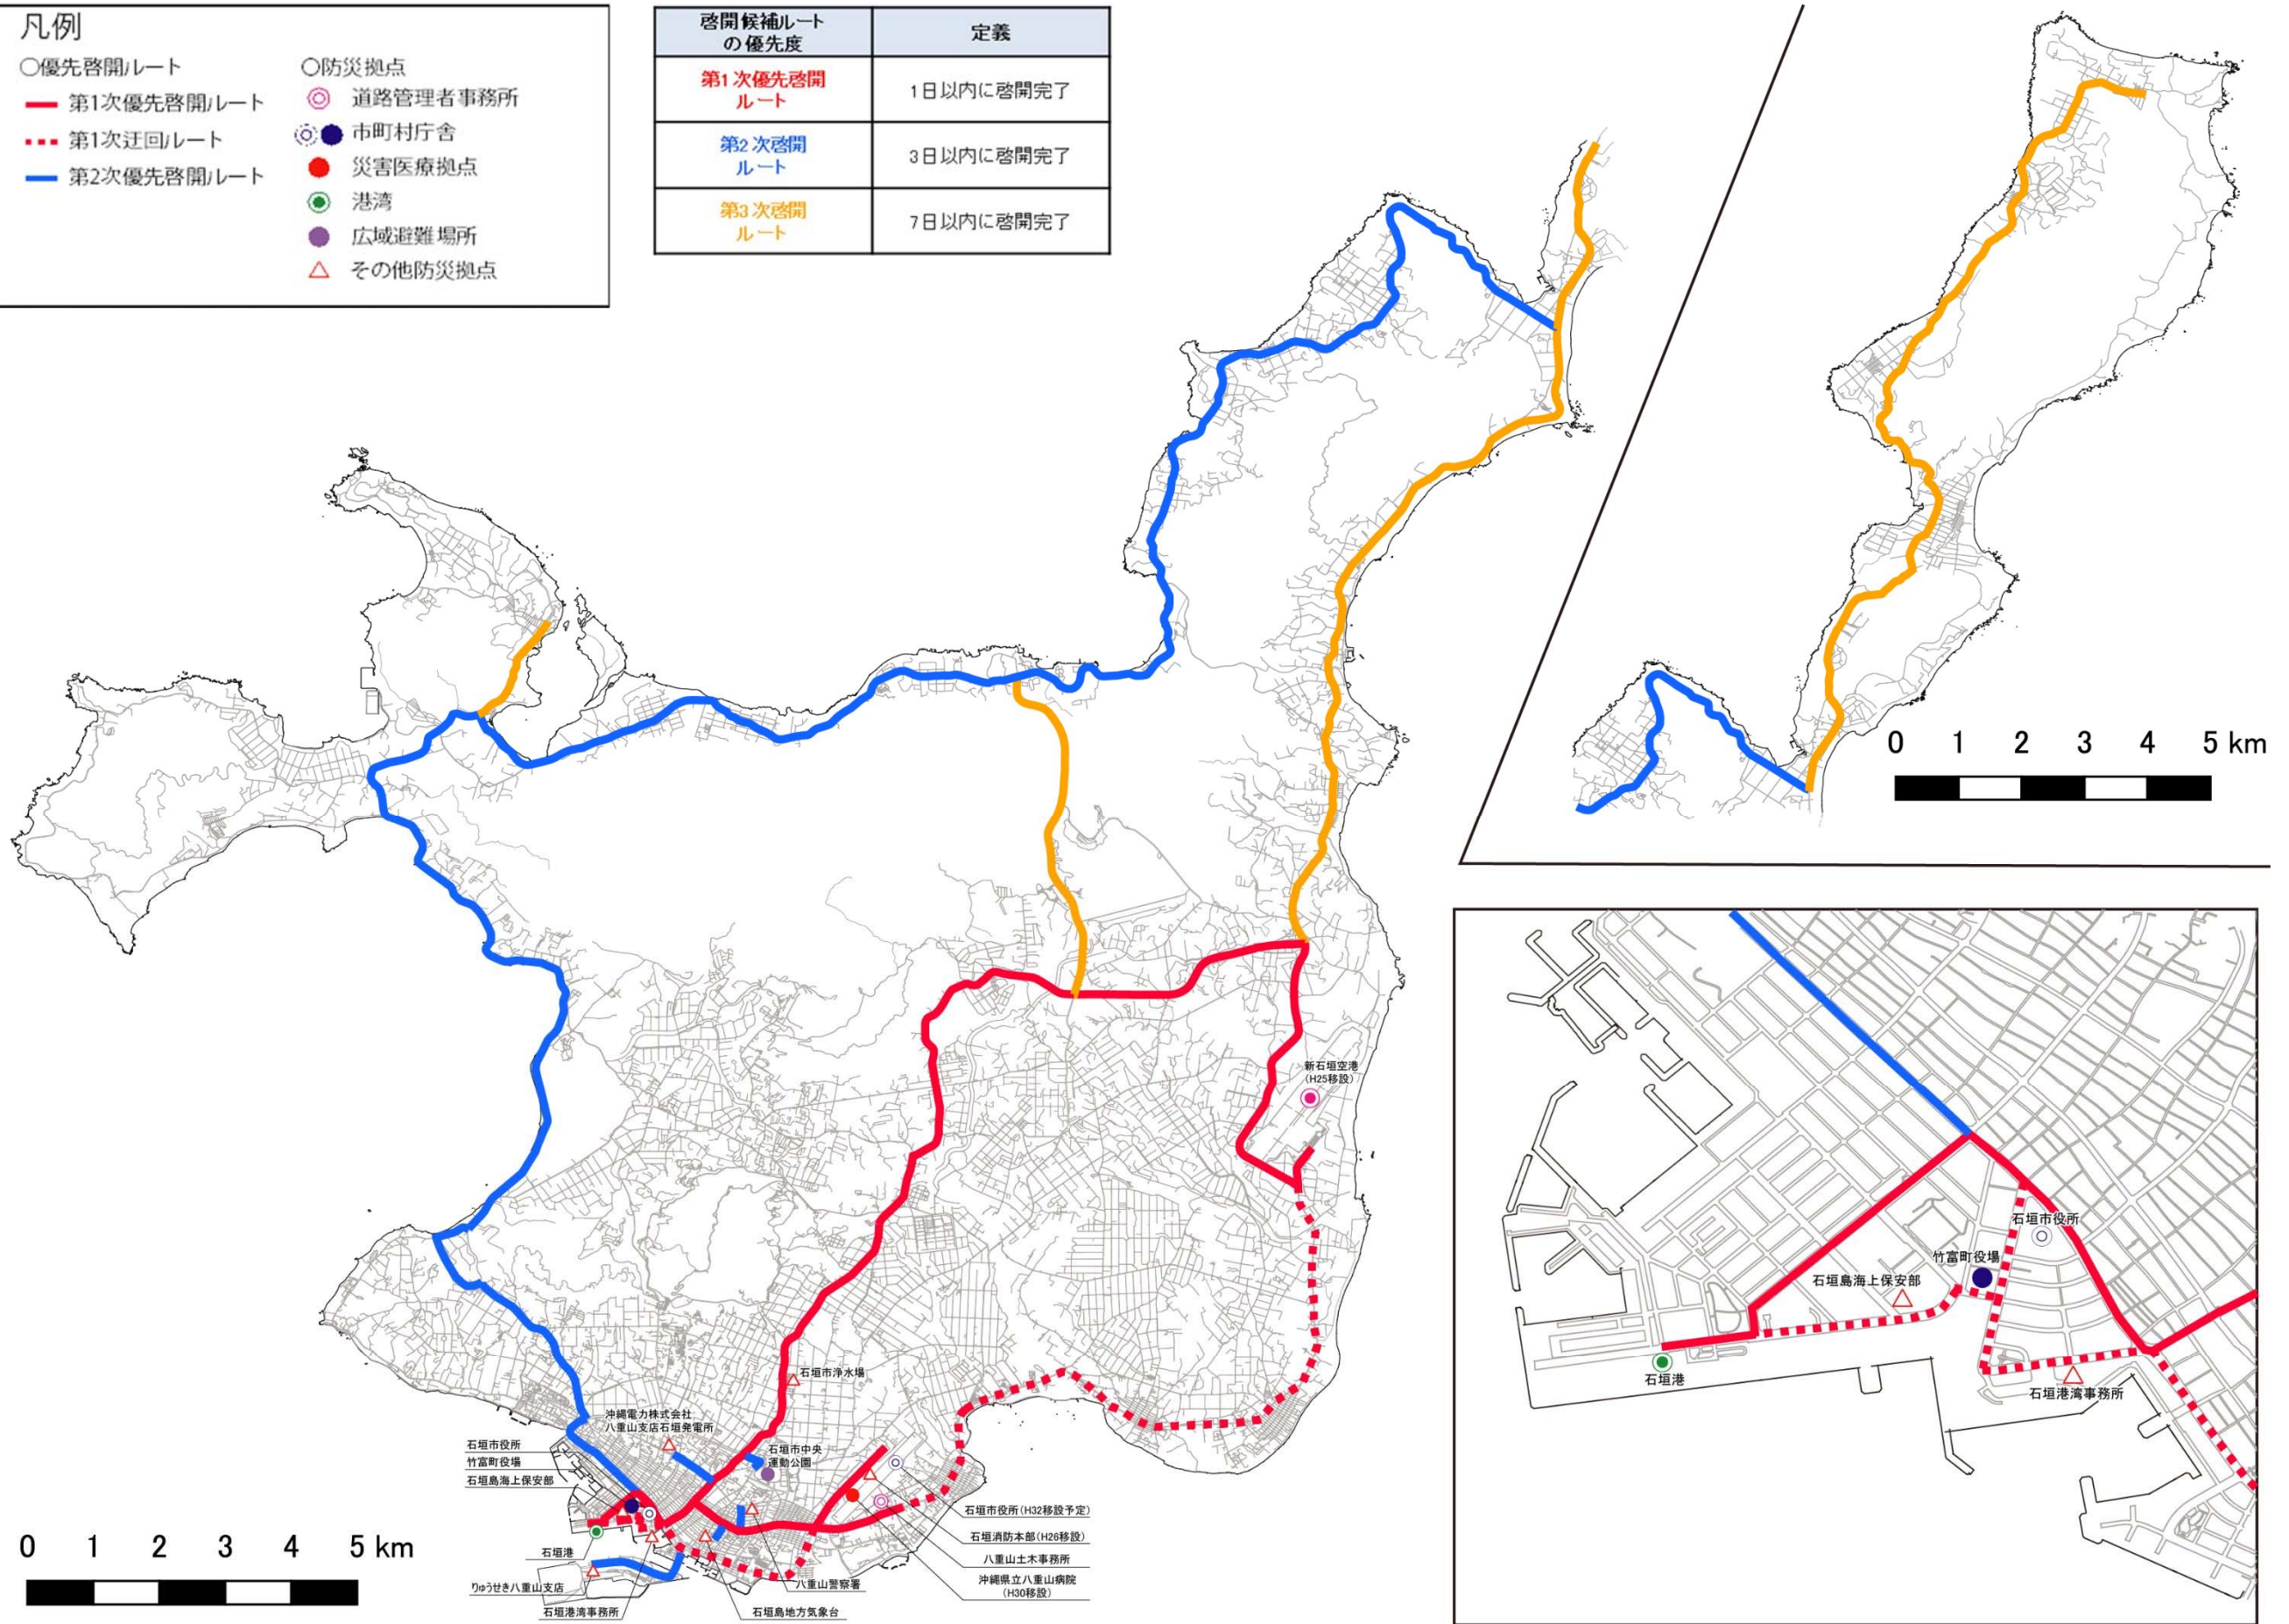 凡例
○優先啓開ルート
第1次優先啓開ルート
第1次迂回ルート
第2次優先啓開ルート
○防災拠点
道路管理者事務所
市町村庁舎
災害医療拠点
港湾
広域避難場所
その他防災拠点
啓開候補ルート
の優先度
定義
第1次優先啓開
ルート
1日以内に啓開完了
第2次啓開
ルート
3日以内に啓開完了
第3次啓開
ルート
7日以内に啓開完了
0 1 2 3 4 5 km
新石垣空港
(H25移設)
石垣市浄水場
沖縄電力株式会社
八重山支店石垣発電所
石垣市中央
運動公園
石垣市役所
竹富町役場
石垣島海上保安部
石垣港
りゅうせき八重山支店
石垣港湾事務所
石垣島地方気象台
八重山警察署
石垣市役所(H32移設予定)
石垣消防本部(H26移設)
八重山土木事務所
沖縄県立八重山病院
(H30移設)
0 1 2 3 4 5 km
石垣市役所
竹富町役場
石垣島海上保安部
石垣港
石垣港湾事務所